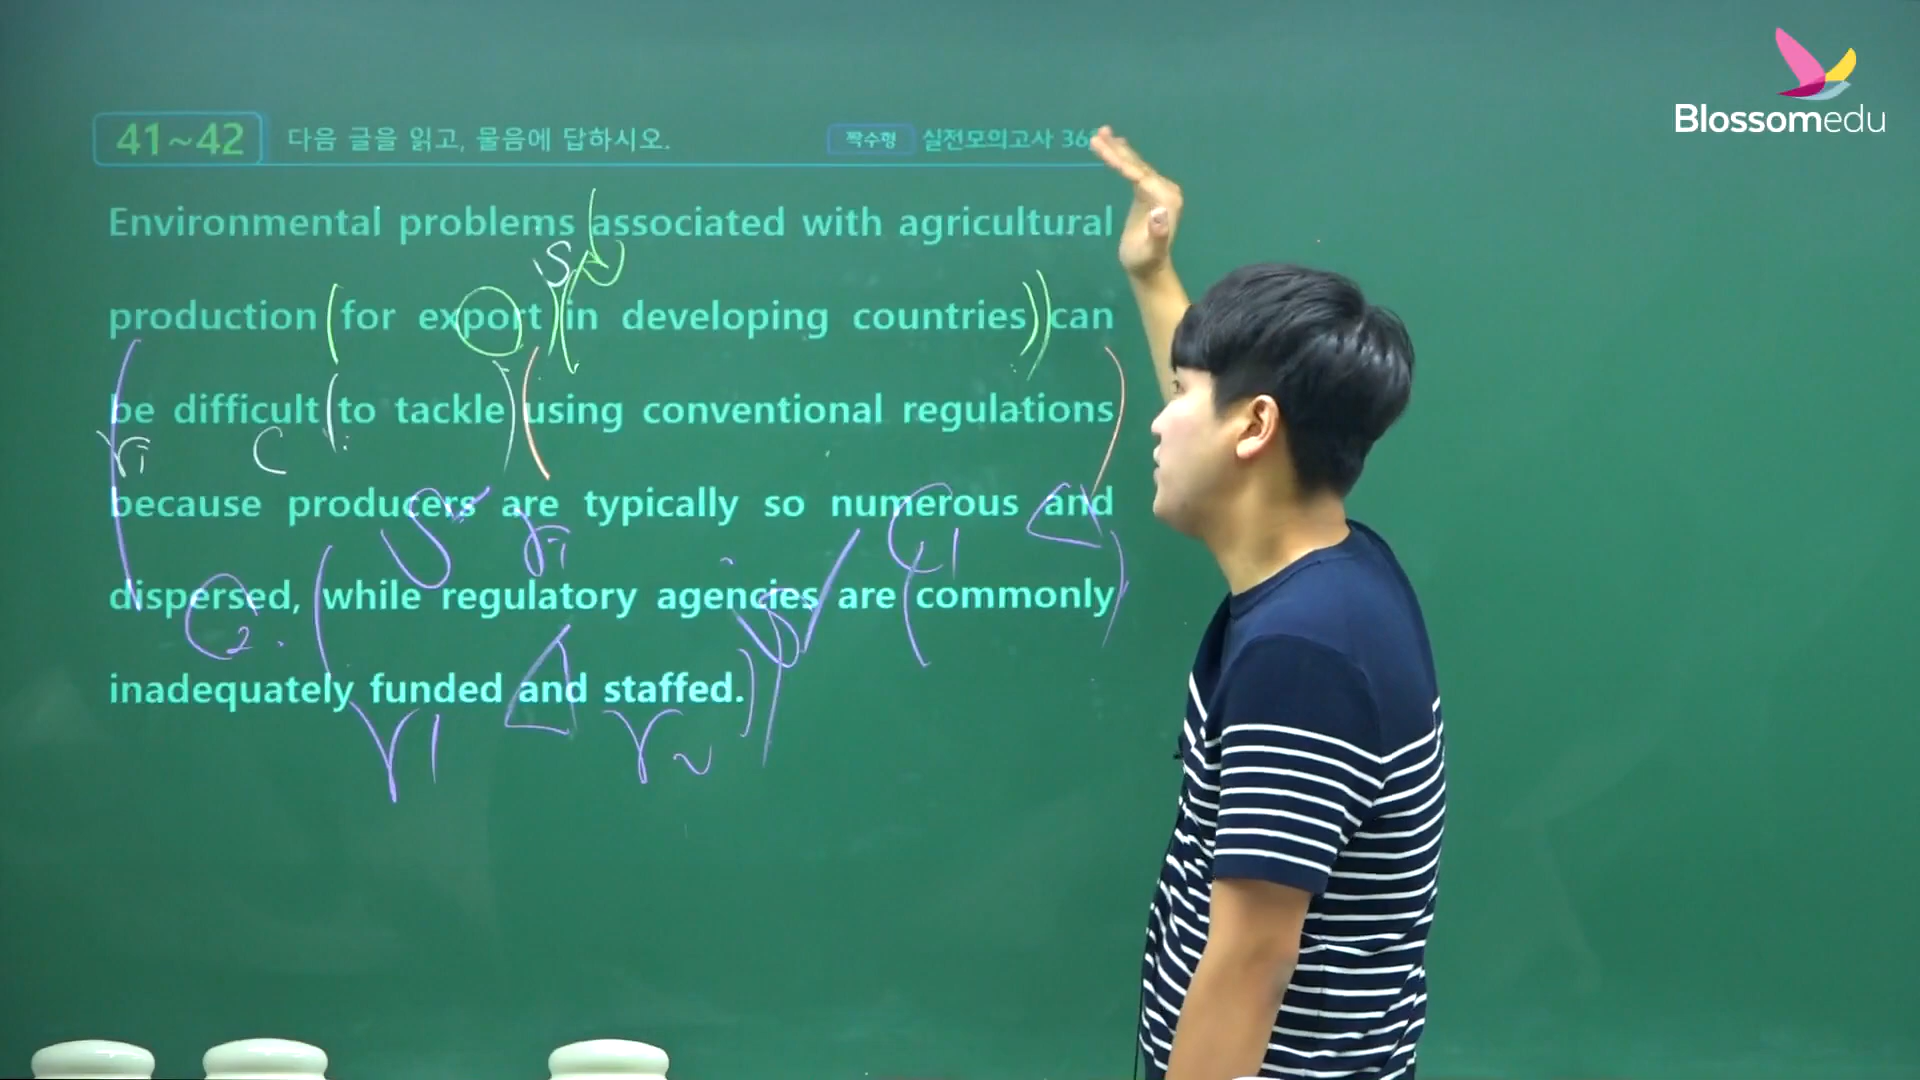 Blossomedu
41~42 다음 글을 읽고, 물음에 답하시오. 짝수형 실전모의고사 36
Environmental problems associated with agricultural
S
production for export in developing countries can
be difficult to tackle using conventional regulations
C
because producers are typically so numerous and
S
dispersed, while regulatory agencies are commonly
C2
inadequately funded and staffed.